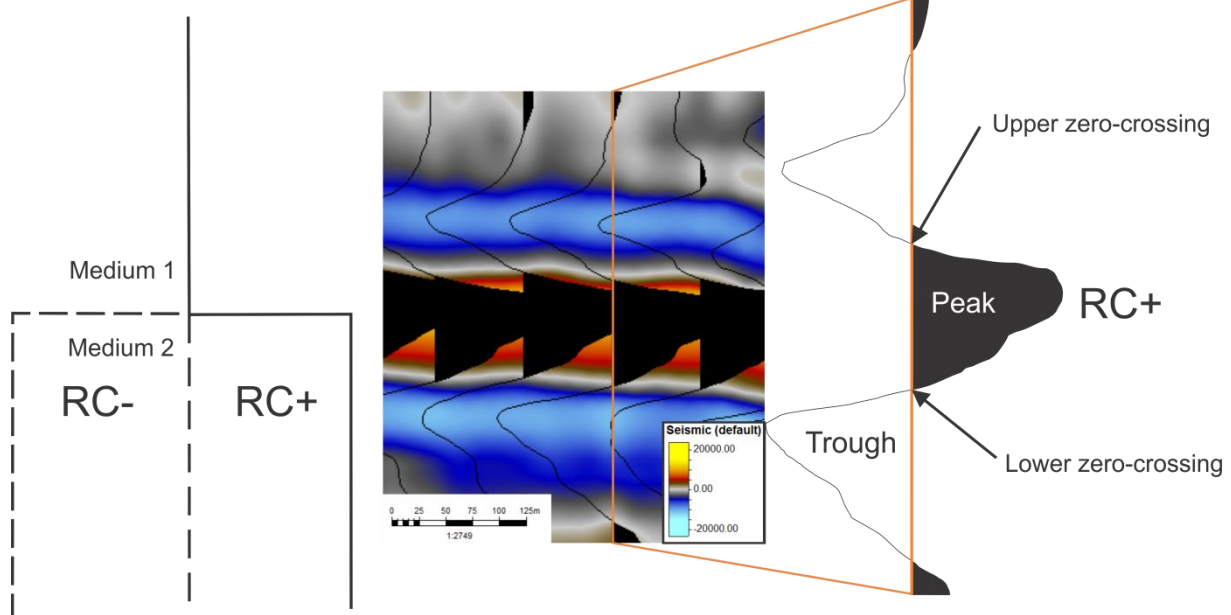 Medium 1
Medium 2
RC-
RC+
Seismic (default)
20000.00
0.00
-20000.00
0 25 50 75 100 125m
1:2749
Upper zero-crossing
Peak
RC+
Trough
Lower zero-crossing